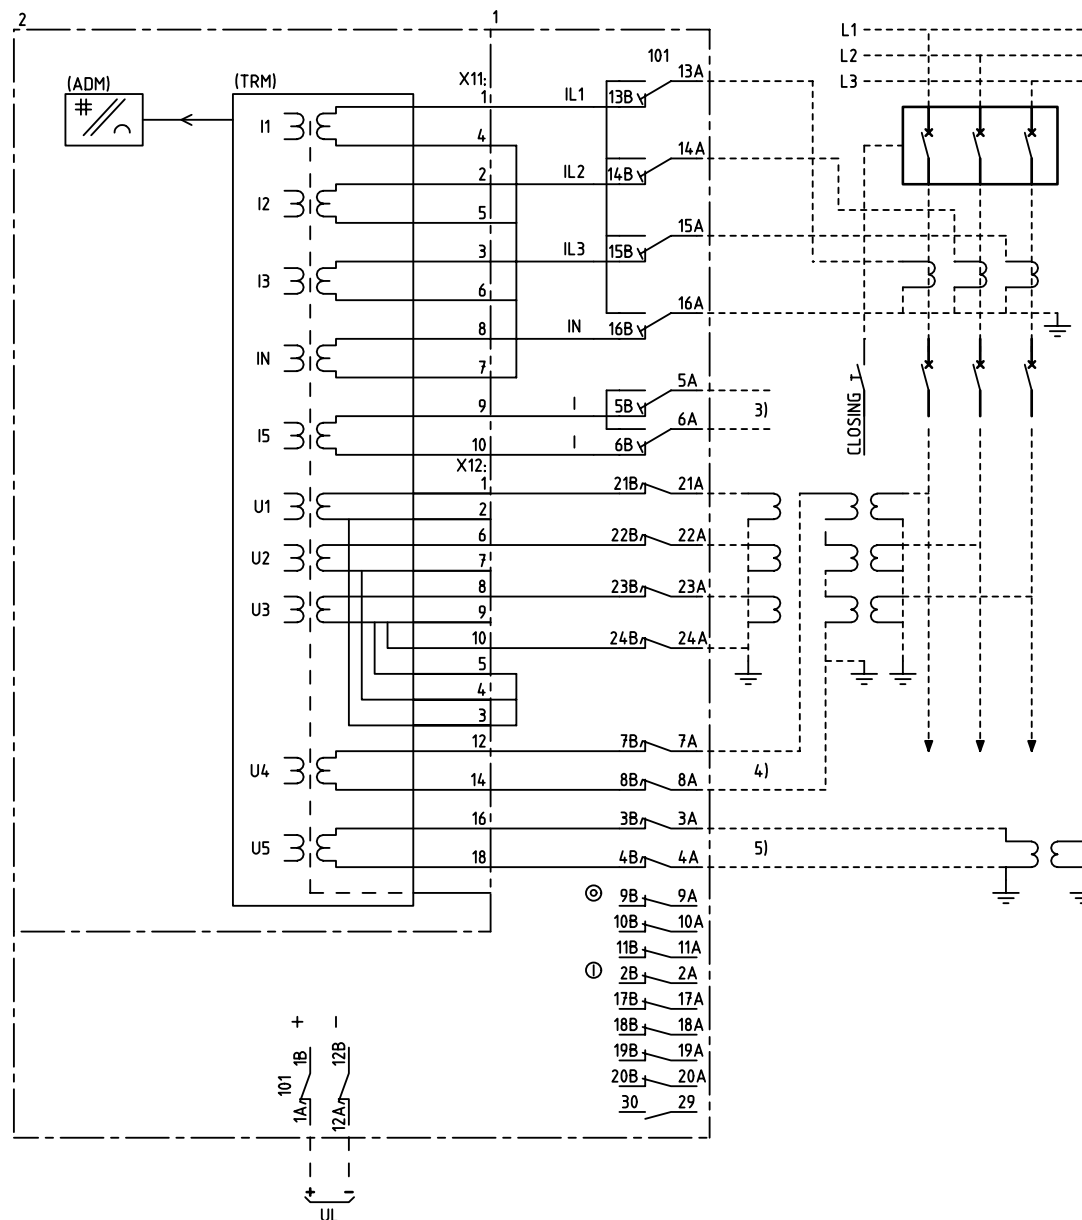 2 1
L1
L2
L3
(ADM) (TRM) X11: 101
1 IL1 13B 13A
I1
4 14A
2 IL2 14B
I2
5 15A
3 IL3 15B
I3
6 16A
8 IN 16B
IN
7 5A
9 I 5B 3)
6A
I5
10 I 6B
CLOSING
X12:
1 21B 21A
U1
2
6 22B 22A
U2
7
8 23B 23A
U3
9
10 24B 24A
5
4
3
12 7B 7A
U4 4)
14 8B 8A
16 3B 3A
U5 5)
18 4B 4A
9B 9A
10B 10A
11B 11A
2B 2A
17B 17A
18B 18A
19B 19A
20B 20A
30 29
+ −
1B 12B
101
1A 12A
+ −
UL